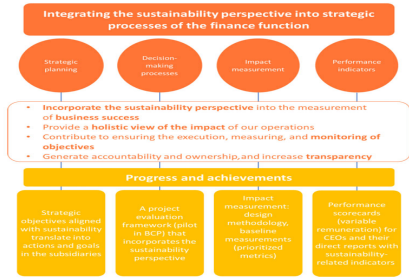 Integrating the sustainability perspective into strategic
processes of the finance function
Strategic
planning
Decision-
making
processes
Impact
measurement
Performance
indicators
• Incorporate the sustainability perspective into the measurement
of business success
• Provide a holistic view of the impact of our operations
• Contribute to ensuring the execution, measuring, and monitoring of
objectives
• Generate accountability and ownership, and increase transparency
Progress and achievements
Strategic
objectives aligned
with sustainability
translate into
actions and goals
in the subsidiaries
A project
evaluation
framework (pilot
in BCP) that
incorporates the
sustainability
perspective
Impact
measurement:
design
methodology,
baseline
measurements
(prioritized
metrics)
Performance
scorecards
(variable
remuneration) for
CEOs and their
direct reports with
sustainability-
related indicators